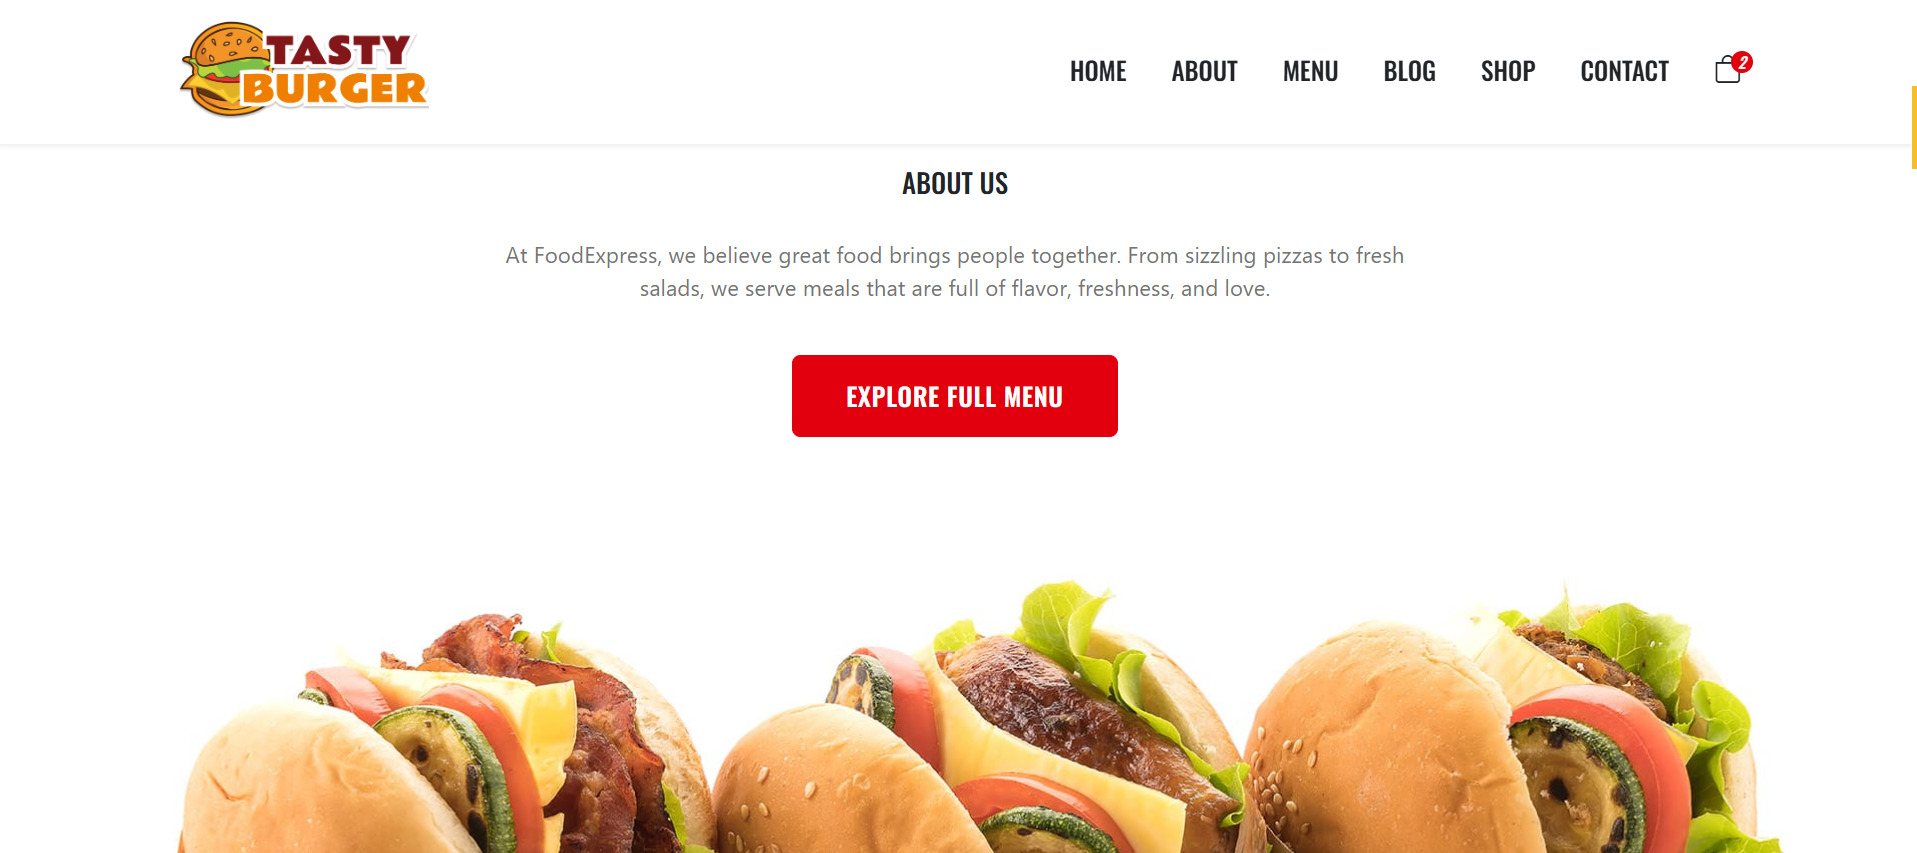 TASTY
BURGER
HOME ABOUT MENU BLOG SHOP CONTACT 2
ABOUT US
At FoodExpress, we believe great food brings people together. From sizzling pizzas to fresh
salads, we serve meals that are full of flavor, freshness, and love.
EXPLORE FULL MENU